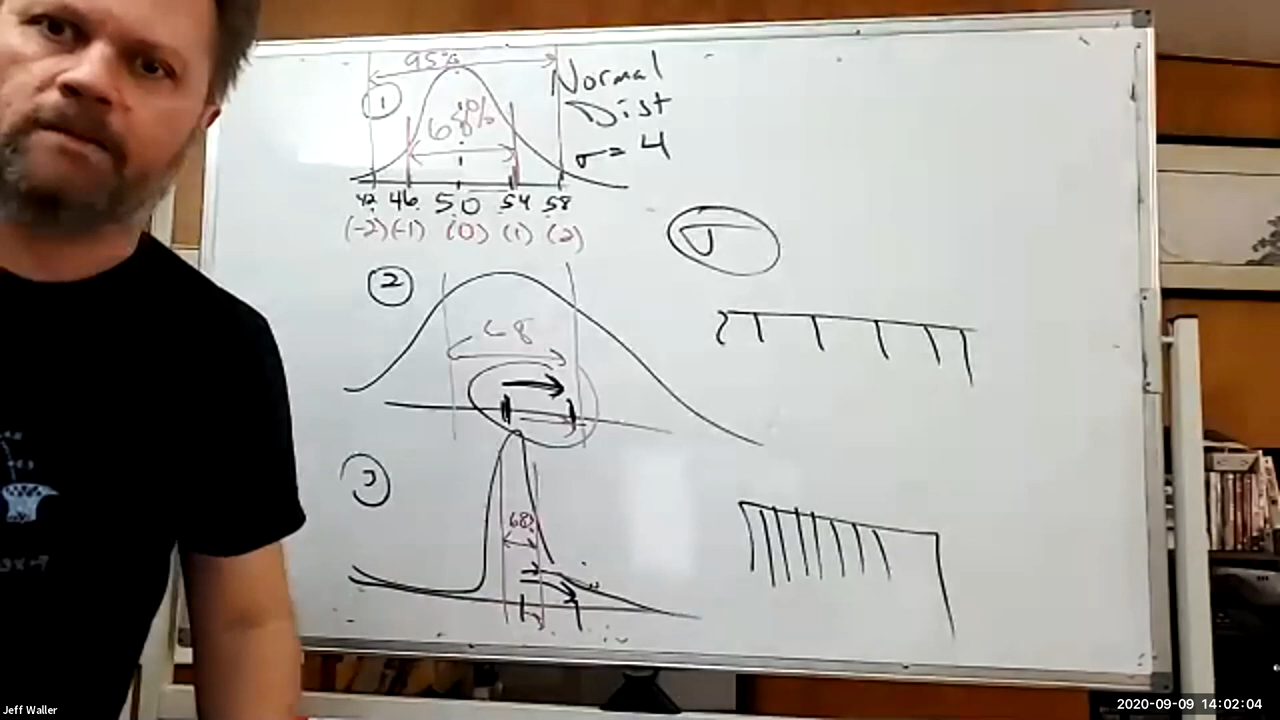 95%
Normal
1
68%
Dist
σ = 4
42 46 50 54 58
(-2) (-1) (0) (1) (2)
σ
2
68
3
68
Jeff Waller
2020-09-09 14:02:04